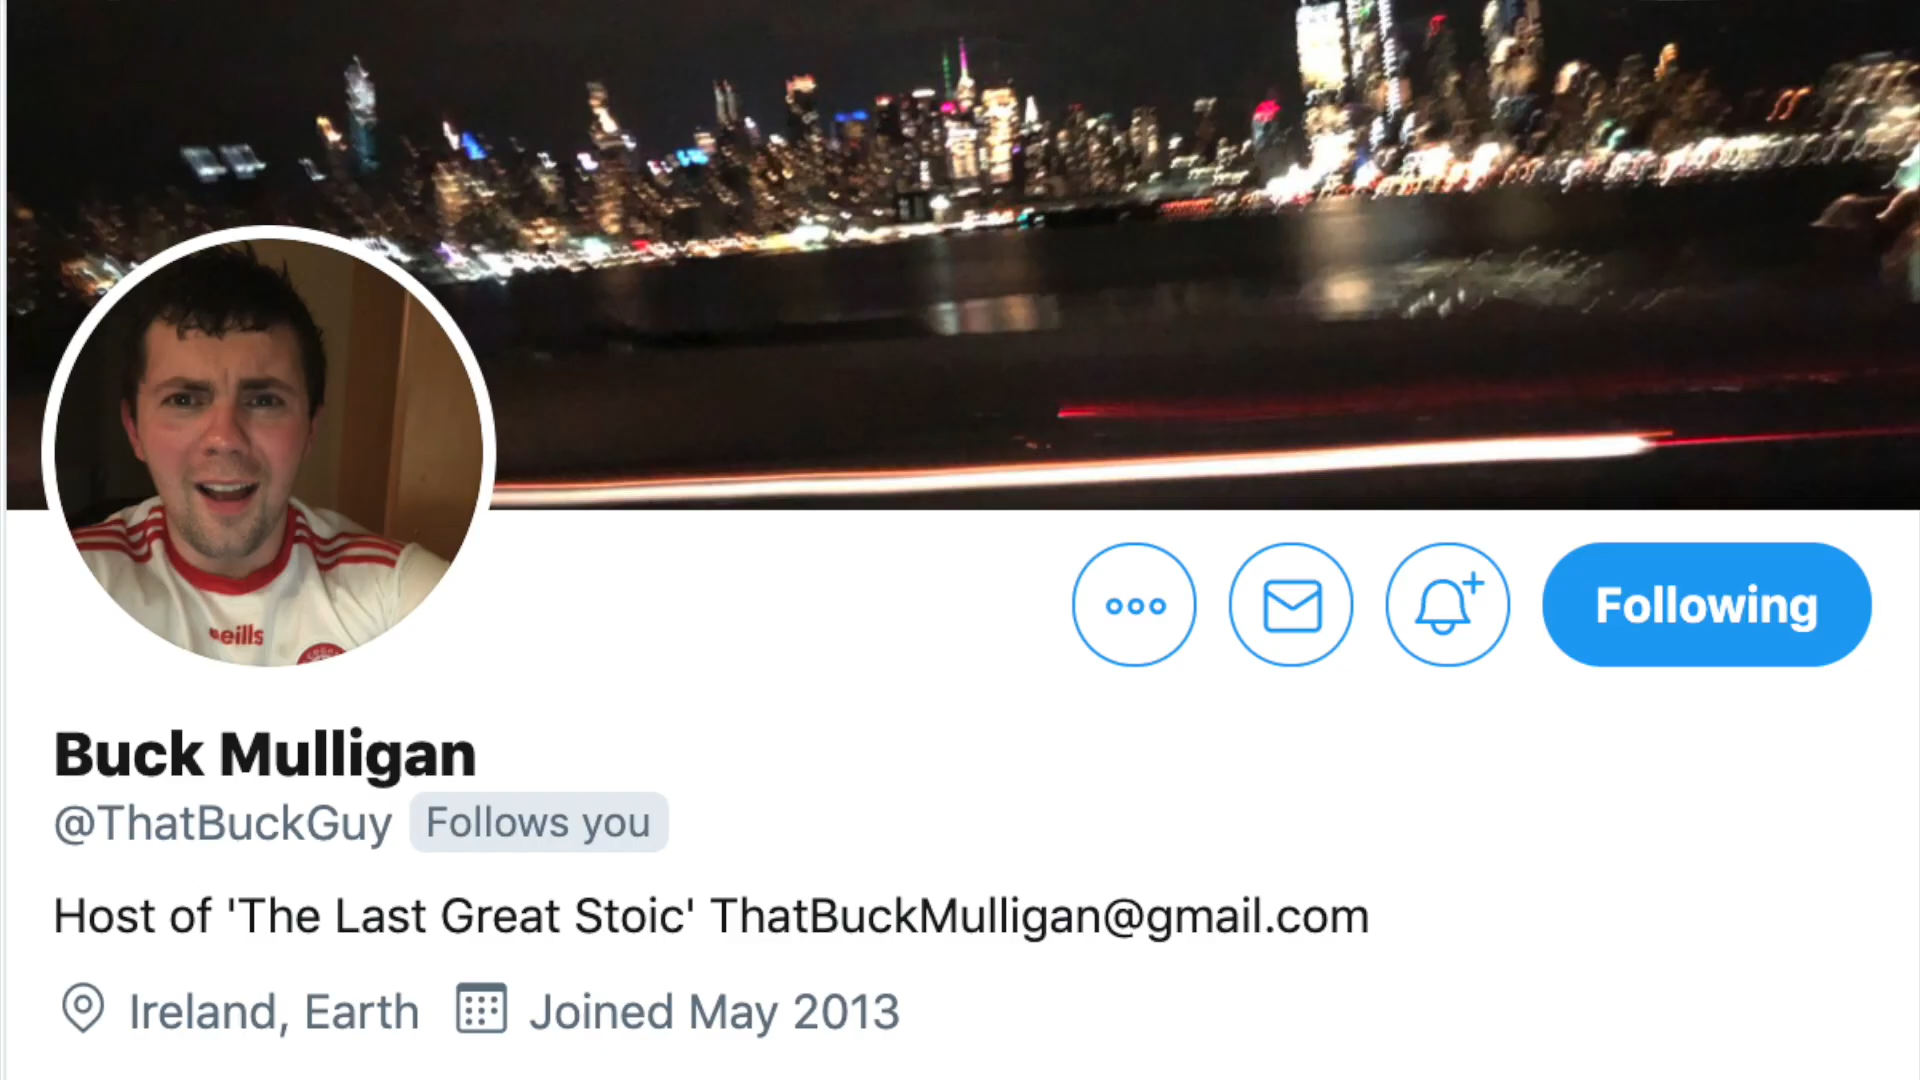 eills
Following
Buck Mulligan
@ThatBuckGuy Follows you
Host of 'The Last Great Stoic' ThatBuckMulligan@gmail.com
Ireland, Earth Joined May 2013